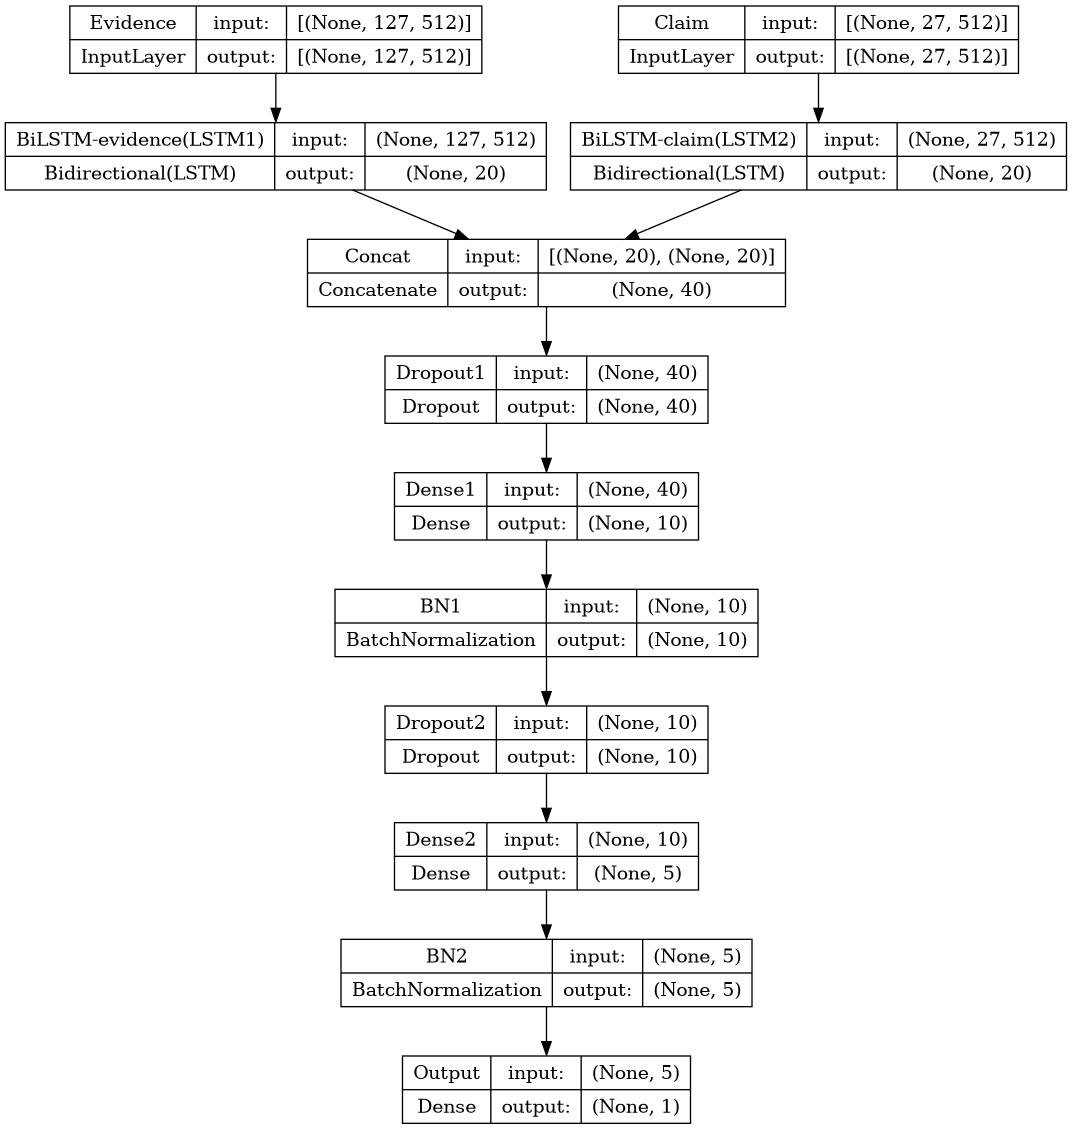 Evidence input: [(None, 127, 512)]
InputLayer output: [(None, 127, 512)]
Claim input: [(None, 27, 512)]
InputLayer output: [(None, 27, 512)]
BiLSTM-evidence(LSTM1) input: (None, 127, 512)
Bidirectional(LSTM) output: (None, 20)
BiLSTM-claim(LSTM2) input: (None, 27, 512)
Bidirectional(LSTM) output: (None, 20)
Concat input: [(None, 20), (None, 20)]
Concatenate output: (None, 40)
Dropout1 input: (None, 40)
Dropout output: (None, 40)
Dense1 input: (None, 40)
Dense output: (None, 10)
BN1 input: (None, 10)
BatchNormalization output: (None, 10)
Dropout2 input: (None, 10)
Dropout output: (None, 10)
Dense2 input: (None, 10)
Dense output: (None, 5)
BN2 input: (None, 5)
BatchNormalization output: (None, 5)
Output input: (None, 5)
Dense output: (None, 1)